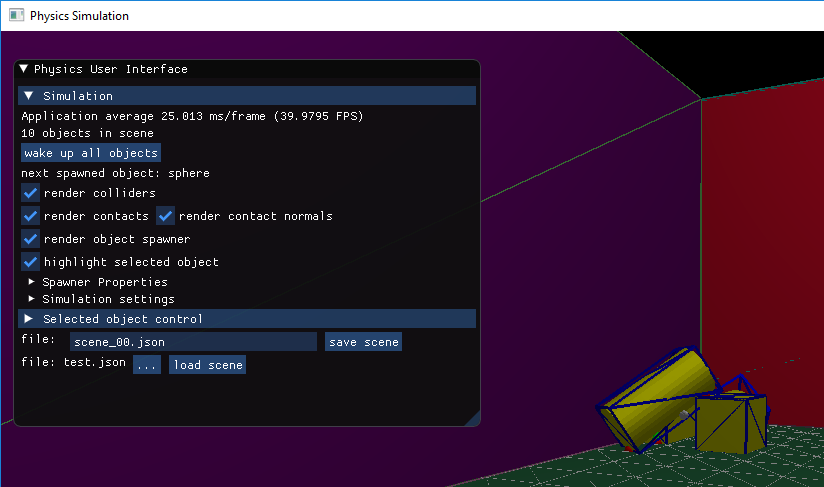 Physics Simulation
Physics User Interface
Simulation
Application average 25.013 ms/frame (39.9795 FPS)
10 objects in scene
wake up all objects
next spawned object: sphere
render colliders
render contacts render contact normals
render object spawner
highlight selected object
Spawner Properties
Simulation settings
Selected object control
file: scene_00.json save scene
file: test.json ... load scene